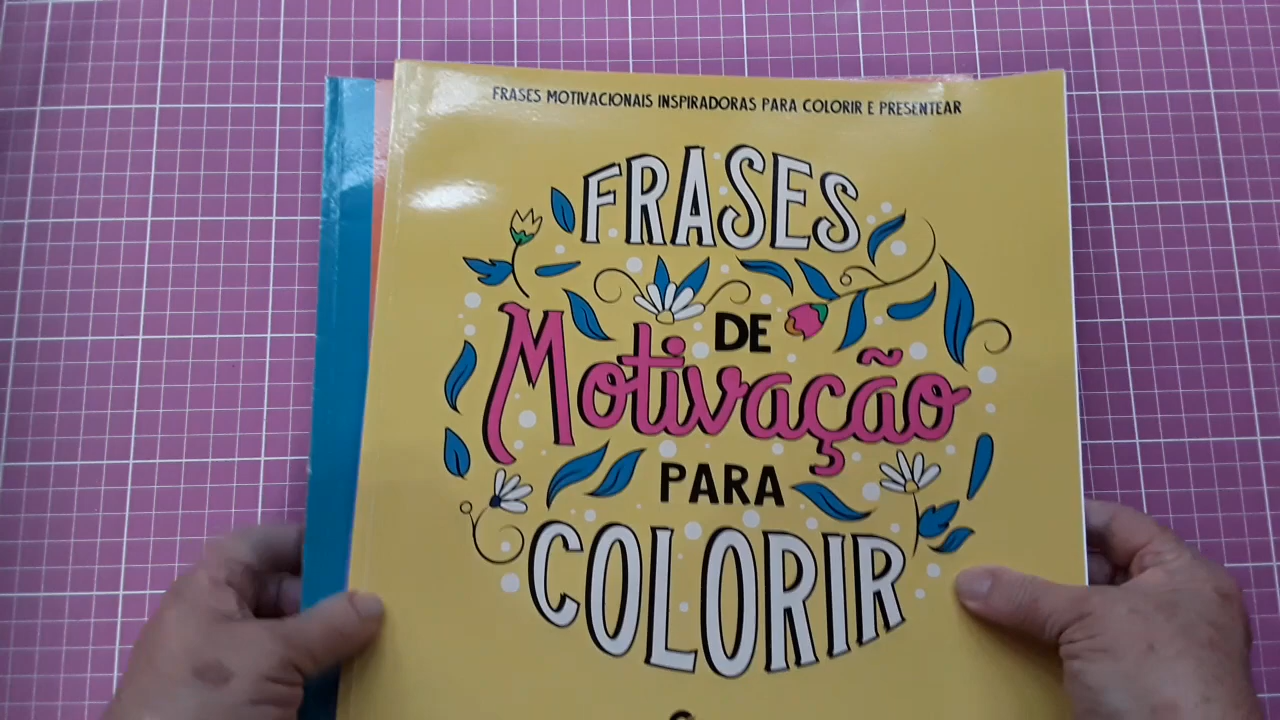 FRASES MOTIVACIONAIS INSPIRADORAS PARA COLORIR E PRESENTEAR
FRASES
DE
Motivação
PARA
COLORIR